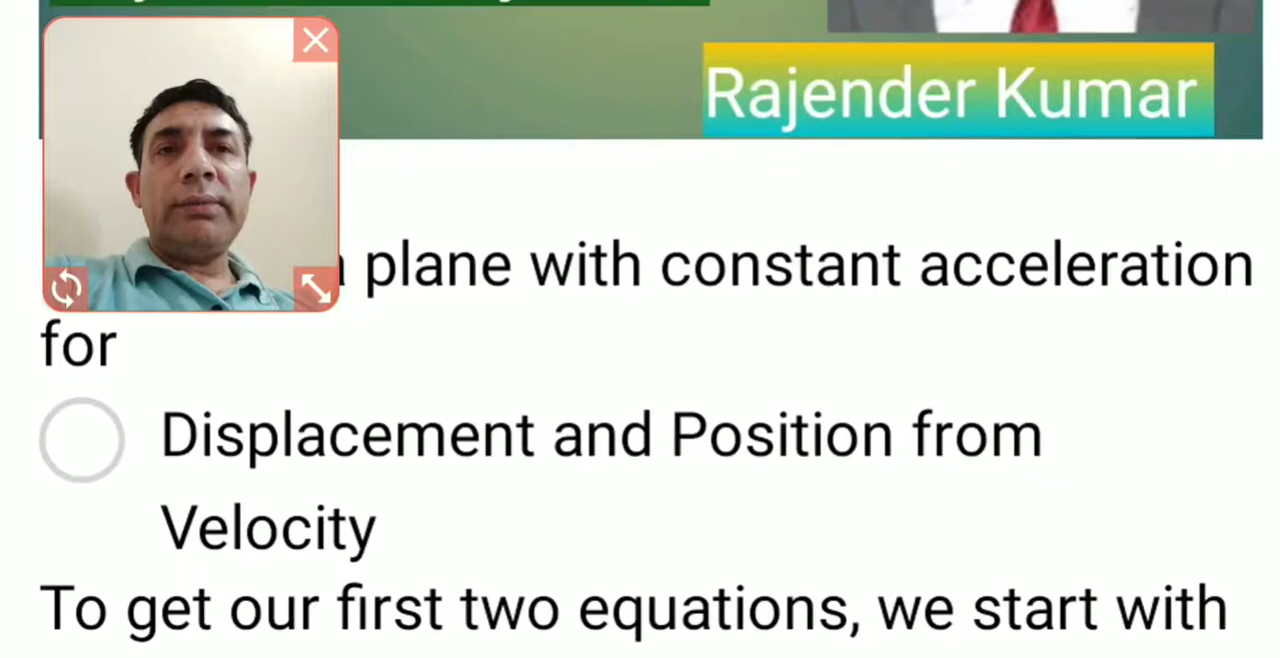 Rajender Kumar
plane with constant acceleration
for
Displacement and Position from
Velocity
To get our first two equations, we start with